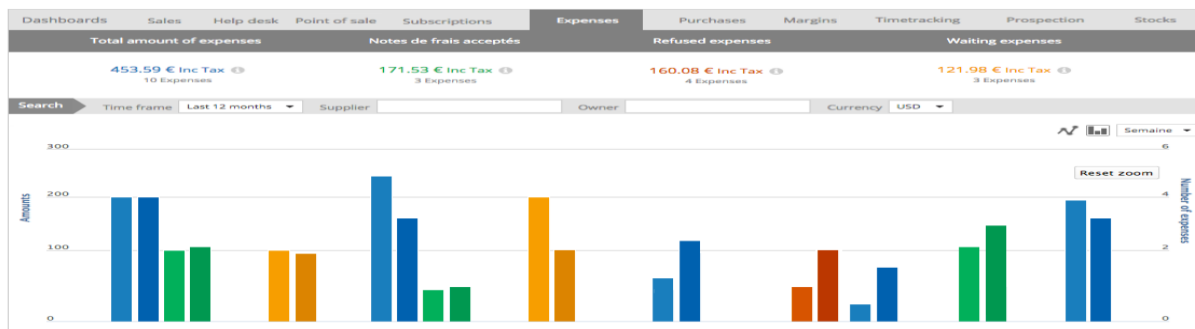 Dashboards Sales Help desk Point of sale Subscriptions Expenses Purchases Margins Timetracking Prospection Stocks
Total amount of expenses Notes de frais acceptés Refused expenses Waiting expenses
453.59 € Inc Tax 171.53 € Inc Tax 160.08 € Inc Tax 121.98 € Inc Tax
10 Expenses 3 Expenses 4 Expenses 3 Expenses
Search Time frame Last 12 months Supplier Owner Currency USD
Semaine
300 6
Reset zoom
200 4
Amounts Number of expenses
100 2
0 0